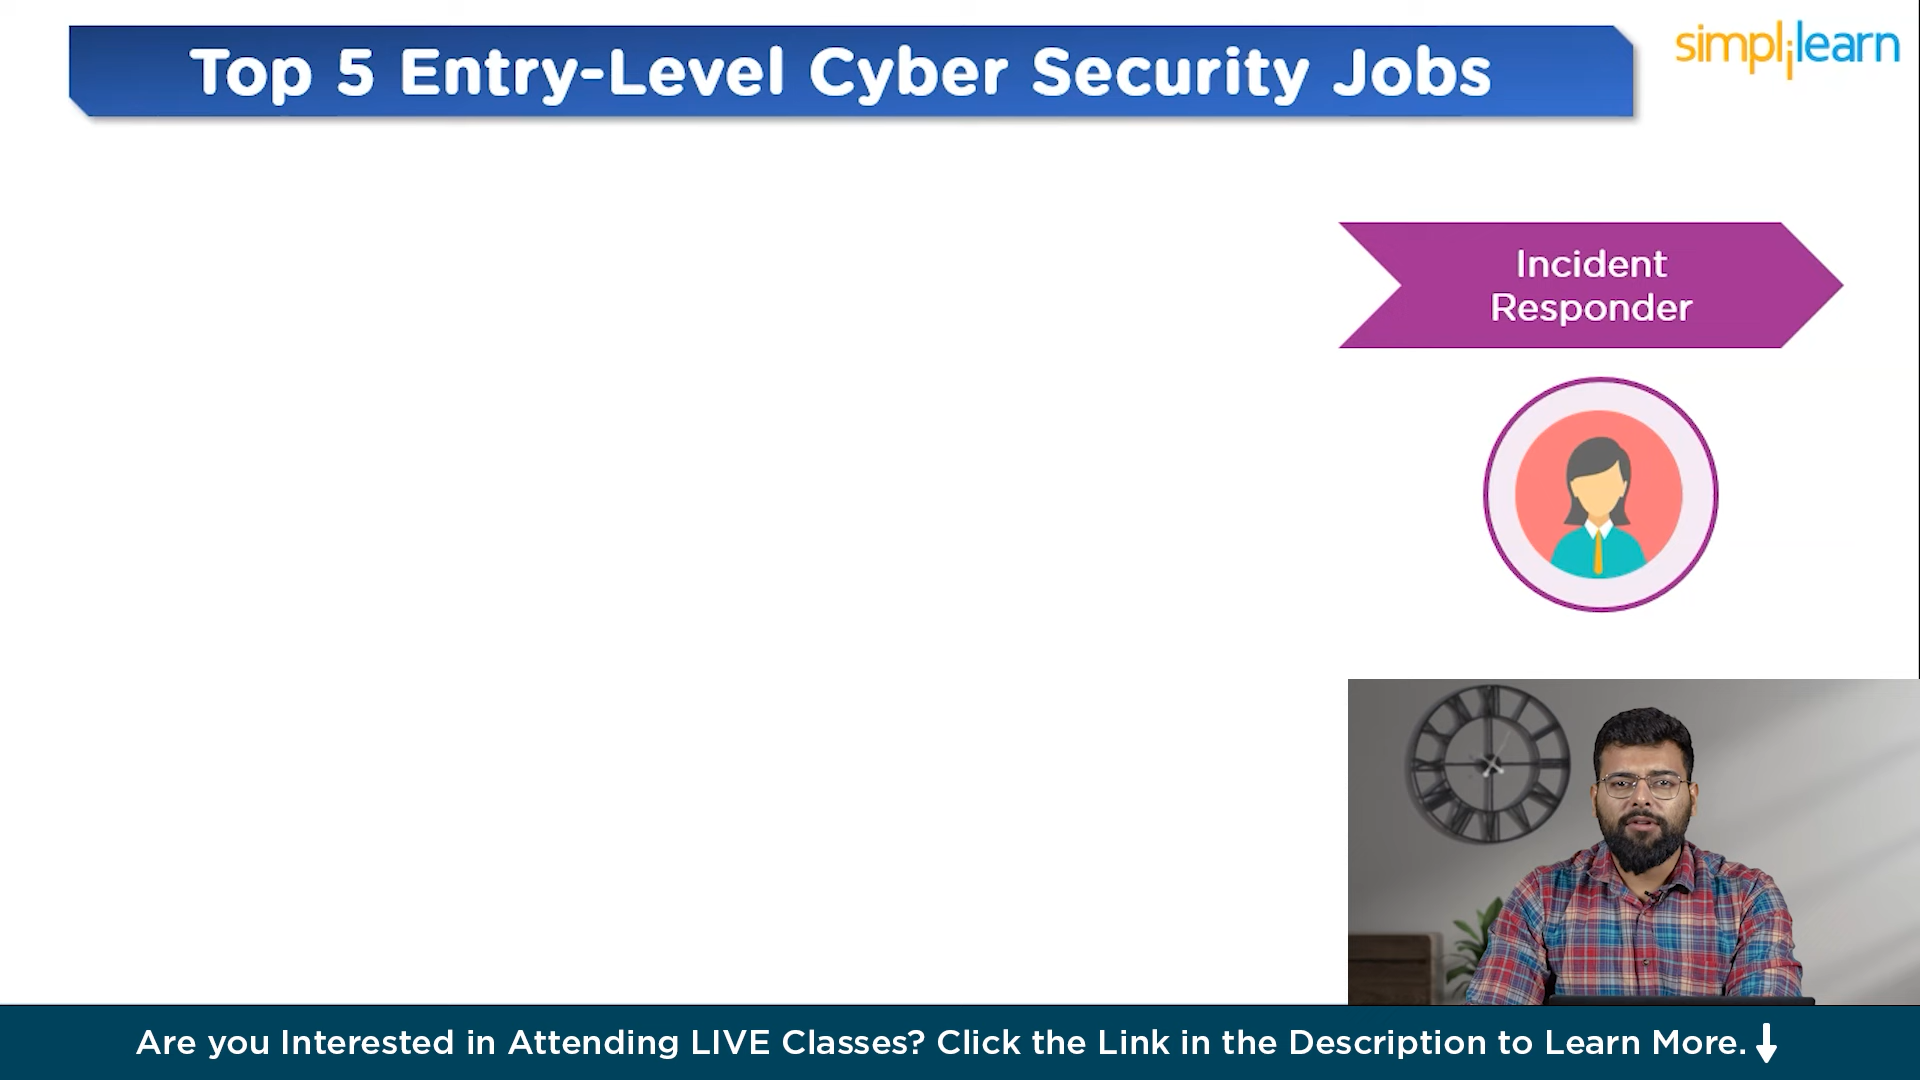 Top 5 Entry-Level Cyber Security Jobs
simplilearn
Incident
Responder
Are you Interested in Attending LIVE Classes? Click the Link in the Description to Learn More.